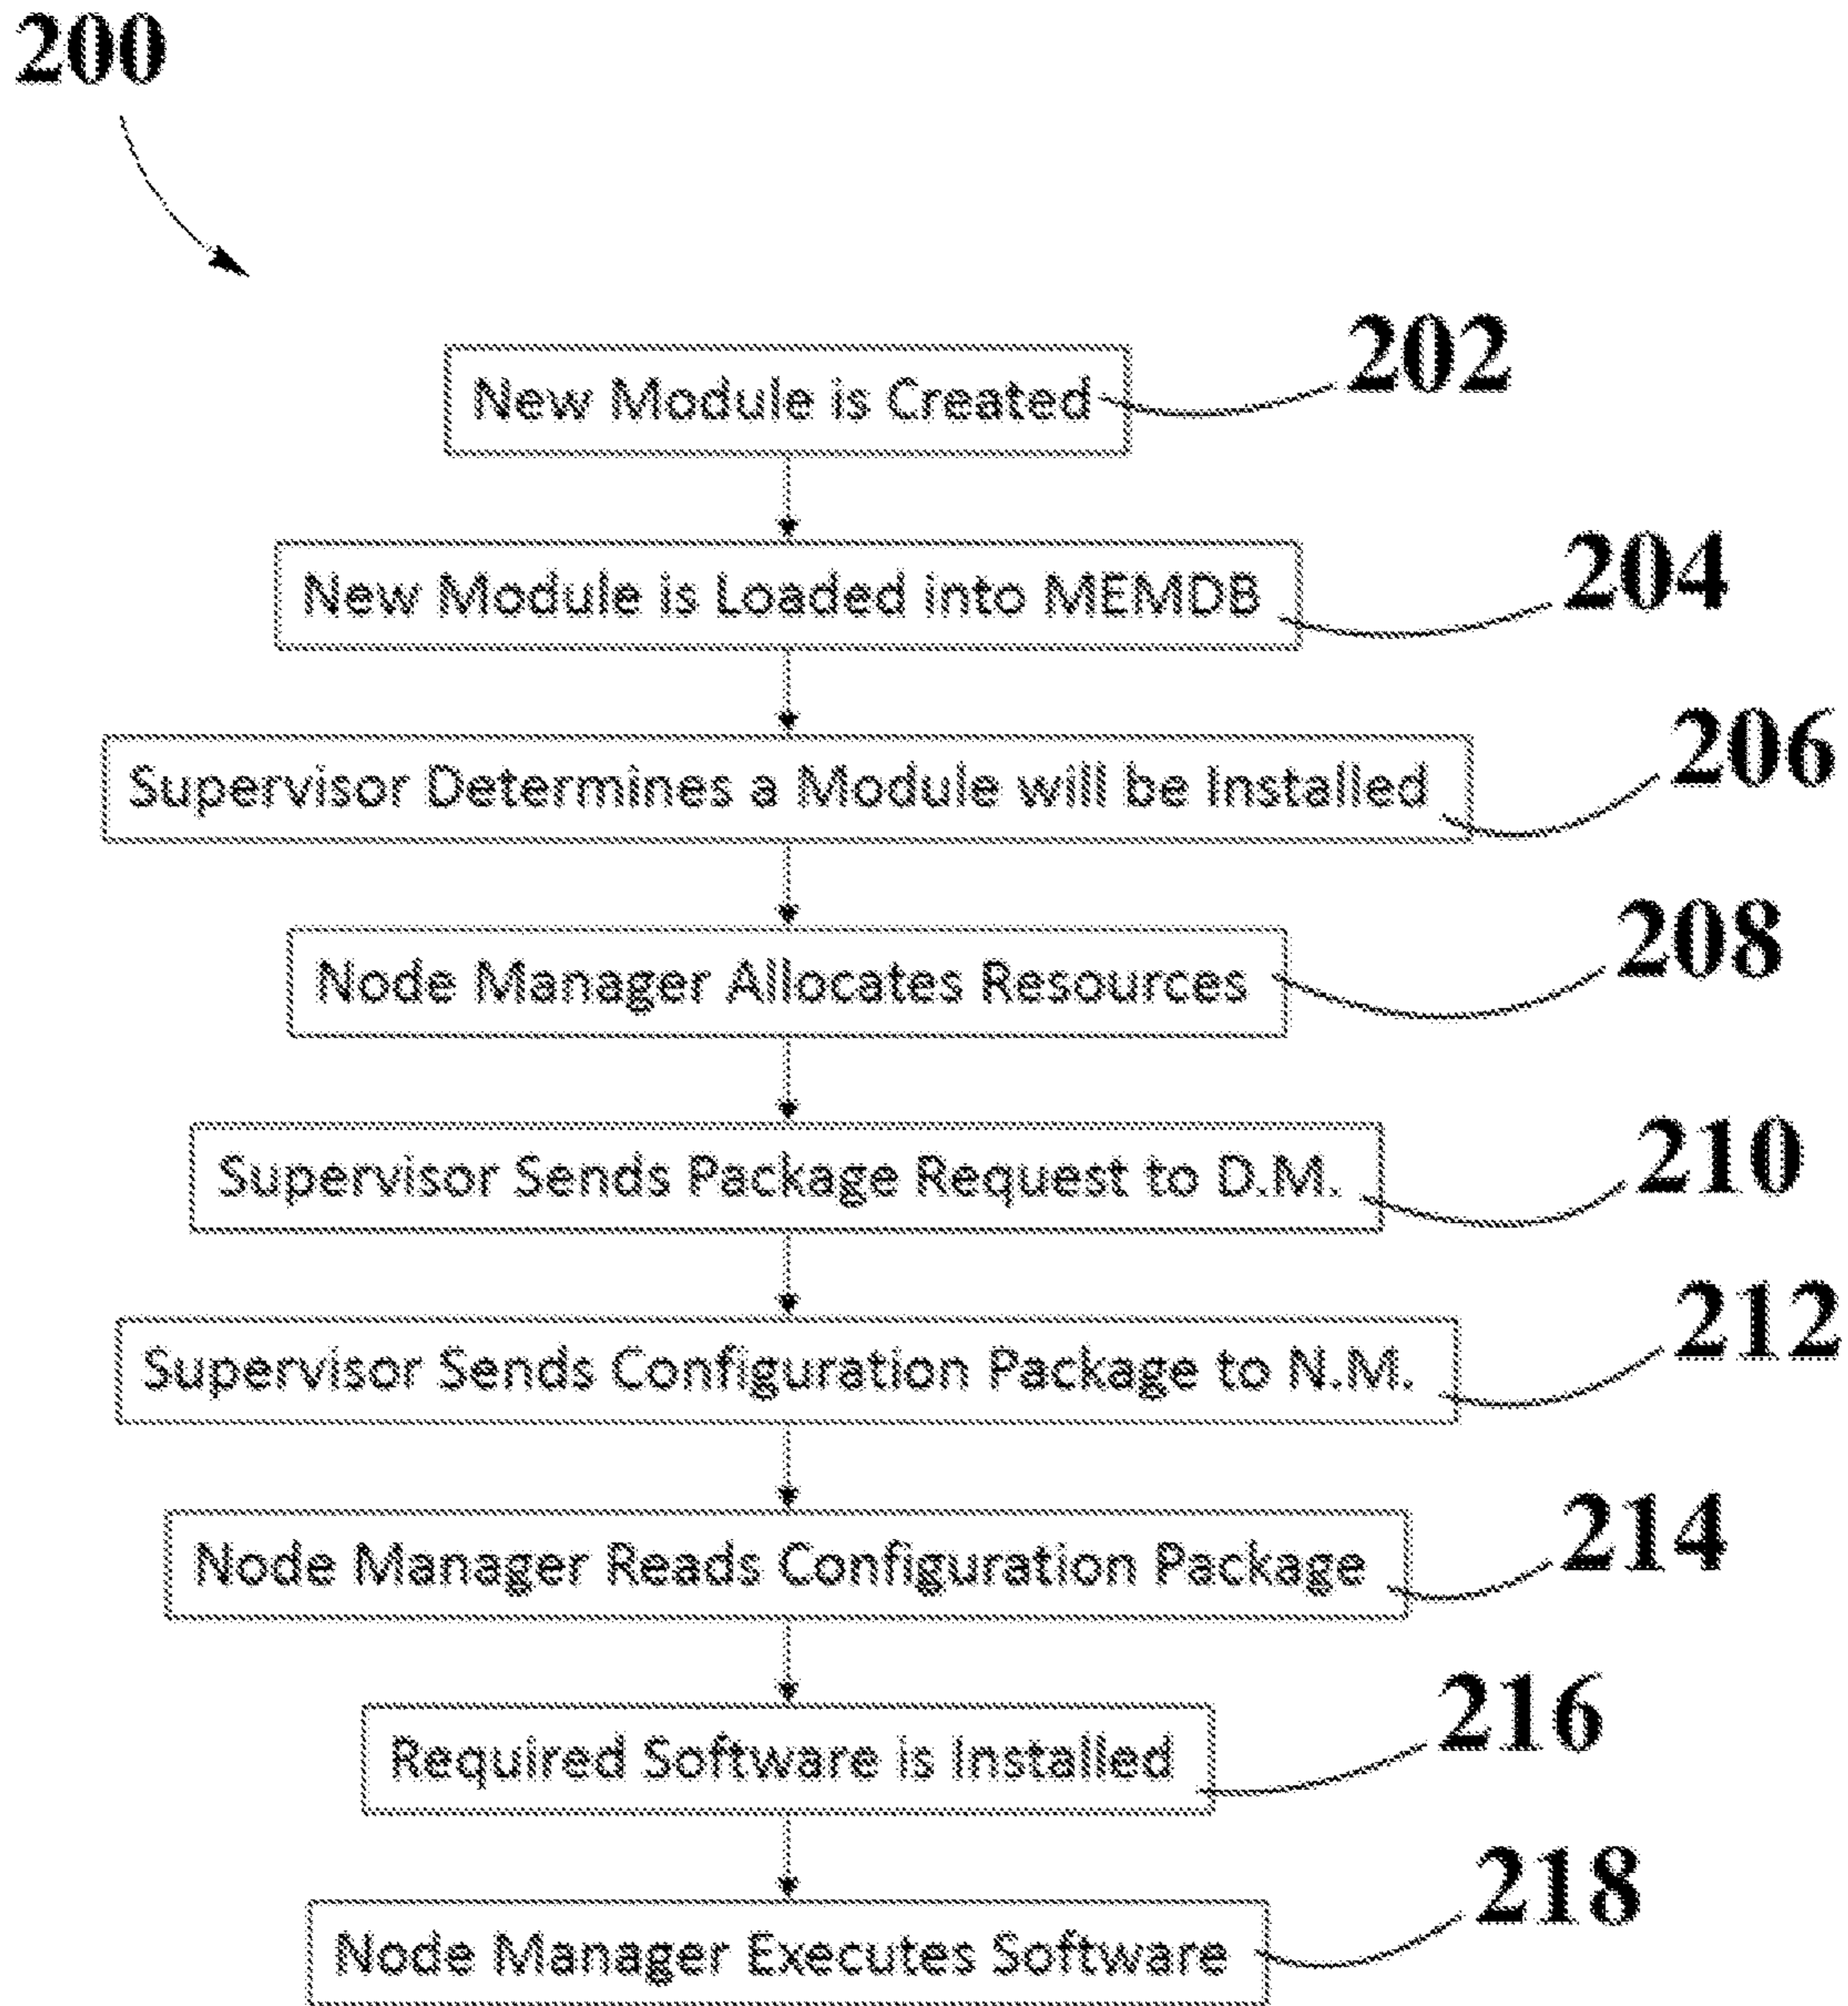 200
New Module is Created
202
New Module is Loaded into MEMDB
204
Supervisor Determines a Module will be Installed
206
Node Manager Allocates Resources
208
Supervisor Sends Package Request to D.M.
210
Supervisor Sends Configuration Package to N.M.
212
Node Manager Reads Configuration Package
214
Required Software is Installed
216
Node Manager Executes Software
218